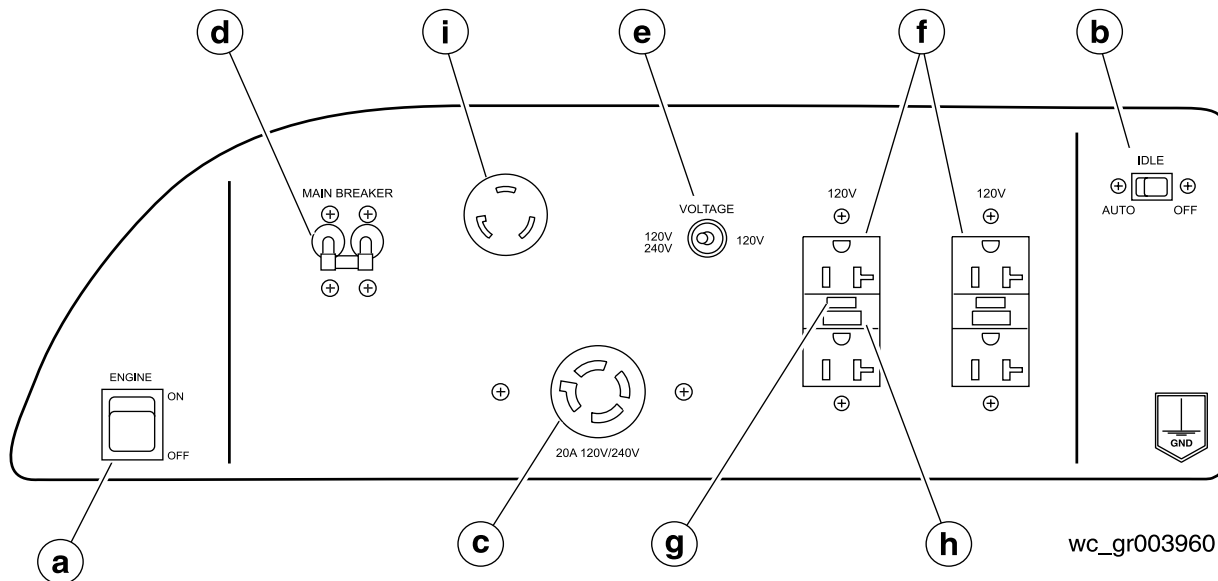 d i e f b
IDLE
AUTO OFF
MAIN BREAKER
VOLTAGE
120V
240V
120V
120V
120V
ENGINE
ON
OFF
20A 120V/240V
GND
a c g h
wc_gr003960